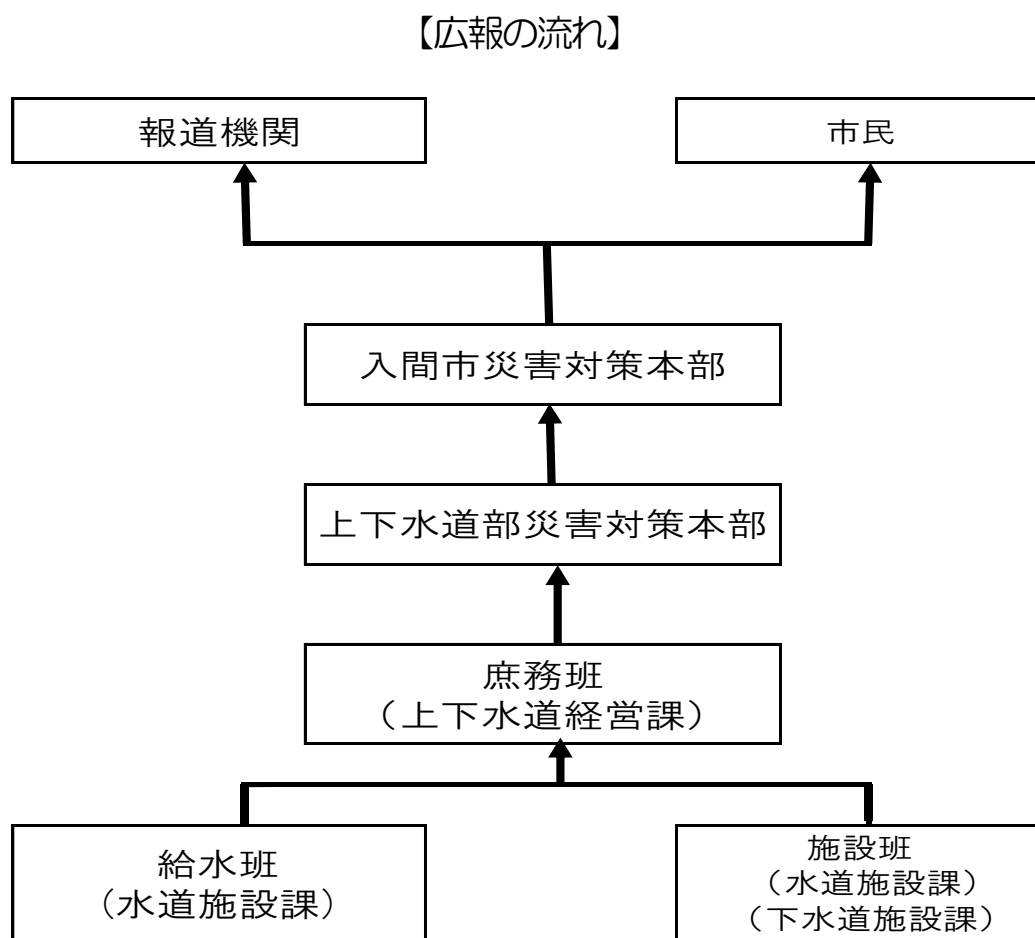 【広報の流れ】
報道機関
市民
入間市災害対策本部
上下水道部災害対策本部
庶務班
（上下水道経営課）
給水班
（水道施設課）
施設班
（水道施設課）
（下水道施設課）